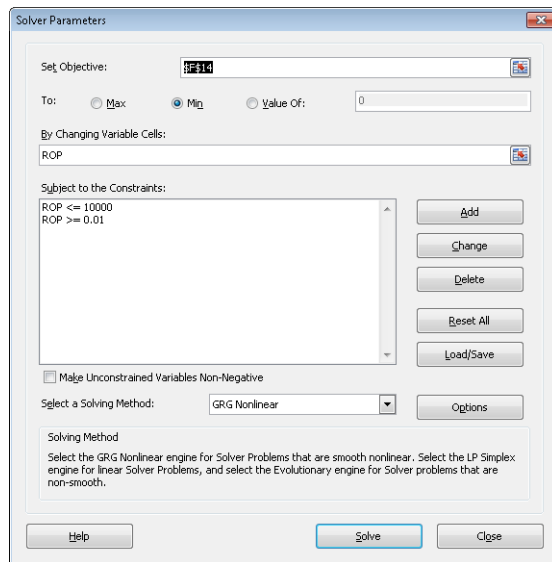 Solver Parameters
Set Objective: $F$14
To: Max Min Value Of: 0
By Changing Variable Cells:
ROP
Subject to the Constraints:
ROP <= 10000
ROP >= 0.01
Add
Change
Delete
Reset All
Load/Save
Make Unconstrained Variables Non-Negative
Select a Solving Method: GRG Nonlinear Options
Solving Method
Select the GRG Nonlinear engine for Solver Problems that are smooth nonlinear. Select the LP Simplex
engine for linear Solver Problems, and select the Evolutionary engine for Solver problems that are
non-smooth.
Help Solve Close